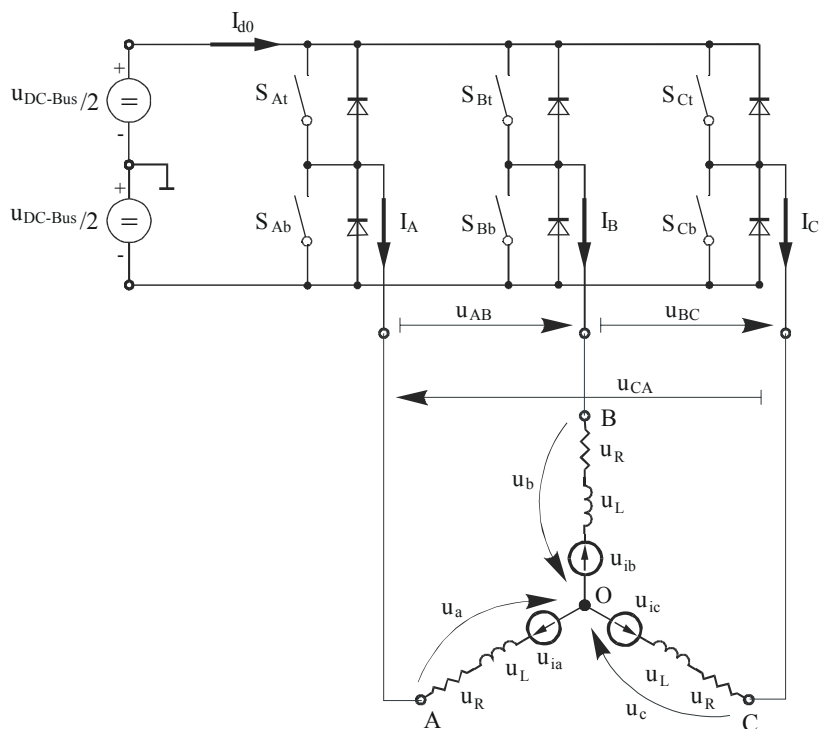 I_d0
+
u_DC-Bus/2
=
-
S_At
S_Bt
S_Ct
+
u_DC-Bus/2
=
-
S_Ab
I_A
S_Bb
I_B
S_Cb
I_C
u_AB
u_BC
u_CA
B
u_R
u_b
u_L
u_ib
O
u_ic
u_a
u_ia
u_L
u_R
A
u_L
u_R
u_c
C